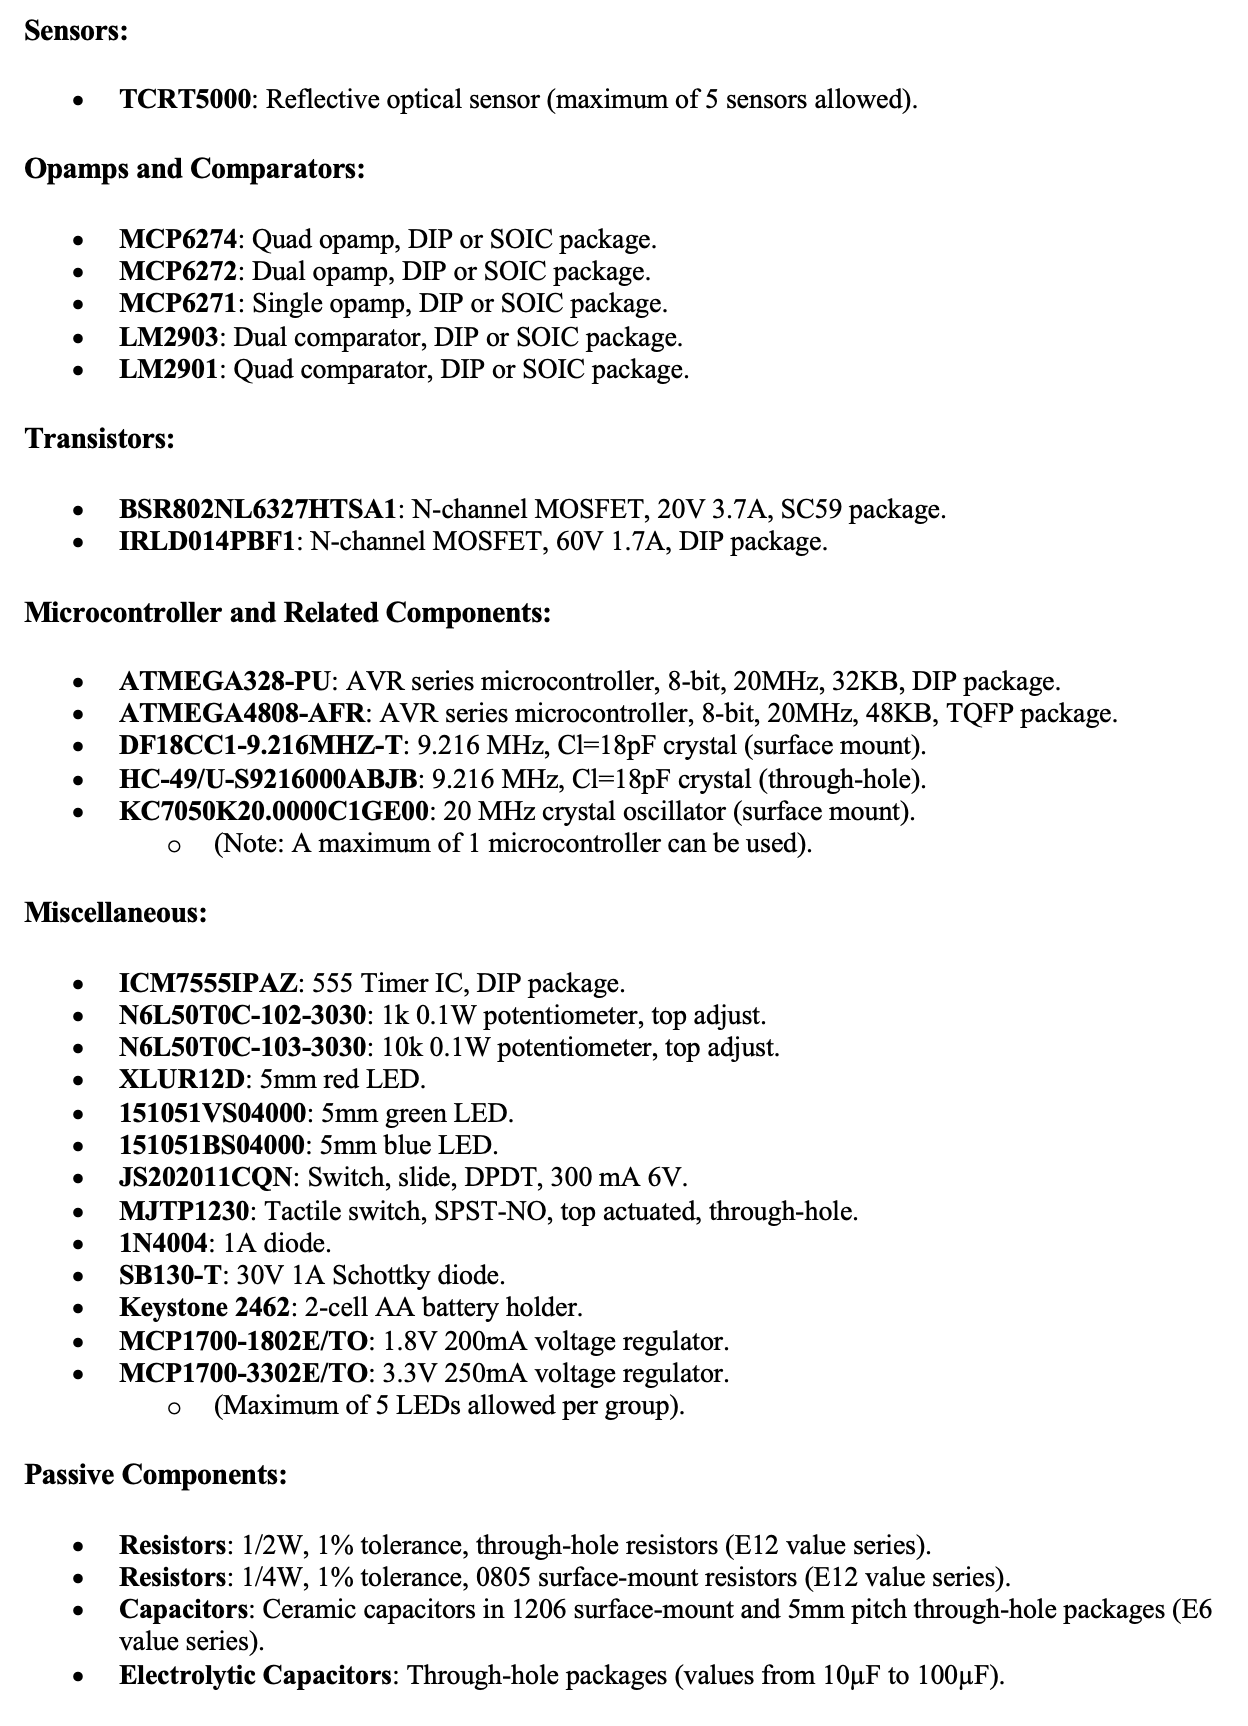 Sensors:
• TCRT5000: Reflective optical sensor (maximum of 5 sensors allowed).
Opamps and Comparators:
• MCP6274: Quad opamp, DIP or SOIC package.
• MCP6272: Dual opamp, DIP or SOIC package.
• MCP6271: Single opamp, DIP or SOIC package.
• LM2903: Dual comparator, DIP or SOIC package.
• LM2901: Quad comparator, DIP or SOIC package.
Transistors:
• BSR802NL6327HTSA1: N-channel MOSFET, 20V 3.7A, SC59 package.
• IRLD014PBF1: N-channel MOSFET, 60V 1.7A, DIP package.
Microcontroller and Related Components:
• ATMEGA328-PU: AVR series microcontroller, 8-bit, 20MHz, 32KB, DIP package.
• ATMEGA4808-AFR: AVR series microcontroller, 8-bit, 20MHz, 48KB, TQFP package.
• DF18CC1-9.216MHZ-T: 9.216 MHz, Cl=18pF crystal (surface mount).
• HC-49/U-S9216000ABJB: 9.216 MHz, Cl=18pF crystal (through-hole).
• KC7050K20.0000C1GE00: 20 MHz crystal oscillator (surface mount).
o (Note: A maximum of 1 microcontroller can be used).
Miscellaneous:
• ICM7555IPAZ: 555 Timer IC, DIP package.
• N6L50T0C-102-3030: 1k 0.1W potentiometer, top adjust.
• N6L50T0C-103-3030: 10k 0.1W potentiometer, top adjust.
• XLUR12D: 5mm red LED.
• 151051VS04000: 5mm green LED.
• 151051BS04000: 5mm blue LED.
• JS202011CQN: Switch, slide, DPDT, 300 mA 6V.
• MJTP1230: Tactile switch, SPST-NO, top actuated, through-hole.
• 1N4004: 1A diode.
• SB130-T: 30V 1A Schottky diode.
• Keystone 2462: 2-cell AA battery holder.
• MCP1700-1802E/TO: 1.8V 200mA voltage regulator.
• MCP1700-3302E/TO: 3.3V 250mA voltage regulator.
o (Maximum of 5 LEDs allowed per group).
Passive Components:
• Resistors: 1/2W, 1% tolerance, through-hole resistors (E12 value series).
• Resistors: 1/4W, 1% tolerance, 0805 surface-mount resistors (E12 value series).
• Capacitors: Ceramic capacitors in 1206 surface-mount and 5mm pitch through-hole packages (E6
value series).
• Electrolytic Capacitors: Through-hole packages (values from 10μF to 100μF).